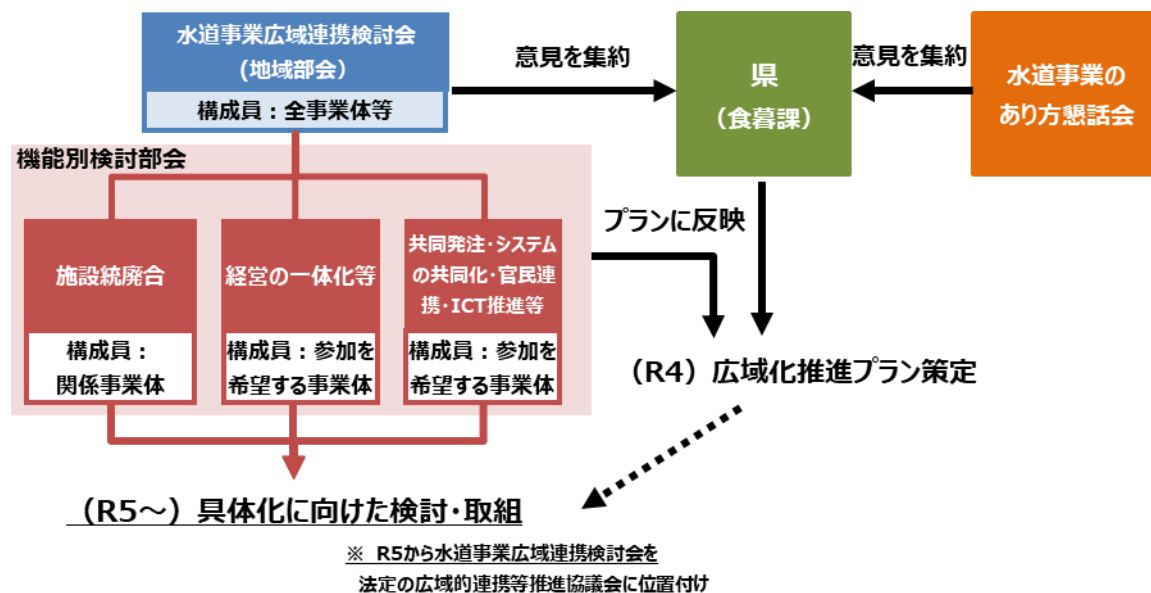 水道事業広域連携検討会
(地域部会）
構成員：全事業体等
意見を集約
県
（食暮課）
意見を集約
水道事業の
あり方懇話会
機能別検討部会
施設統廃合
構成員：
関係事業体
経営の一体化等
構成員：参加を
希望する事業体
共同発注・システム
の共同化・官民連
携・ICT推進等
構成員：参加を
希望する事業体
プランに反映
（R4）広域化推進プラン策定
（R5～）具体化に向けた検討・取組
※ R5から水道事業広域連携検討会を
法定の広域的連携等推進協議会に位置付け